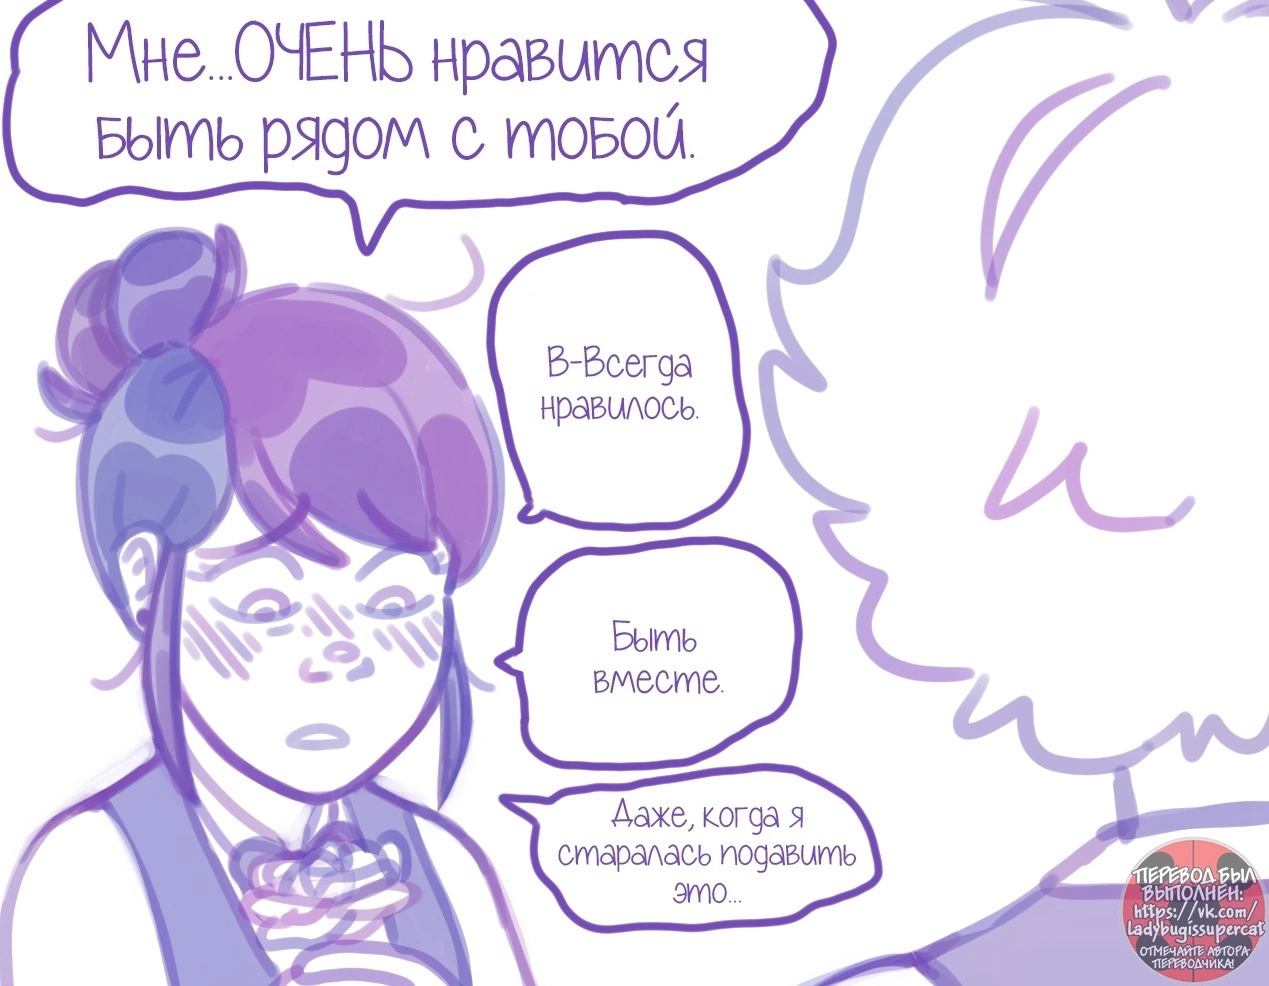 Мне...ОЧЕНЬ нравится
быть рядом с тобой.
В-Всегда
нравилось.
Быть
вместе.
Даже, когда я
старалась подавить
это...
ПЕРЕВОД БЫЛ
ВЫПОЛНЕН:
https://vk.com/
ladybugissupercat
ОТМЕЧАЙТЕ АВТОРА
ПЕРЕВОДЧИКА!